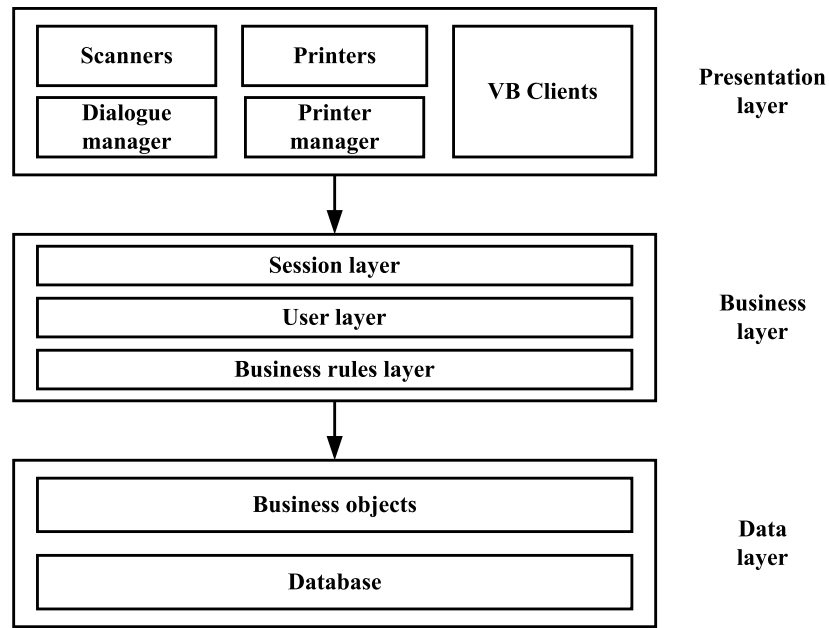 Scanners
Printers
VB Clients
Dialogue
manager
Printer
manager
Presentation
layer
Session layer
User layer
Business rules layer
Business
layer
Business objects
Database
Data
layer